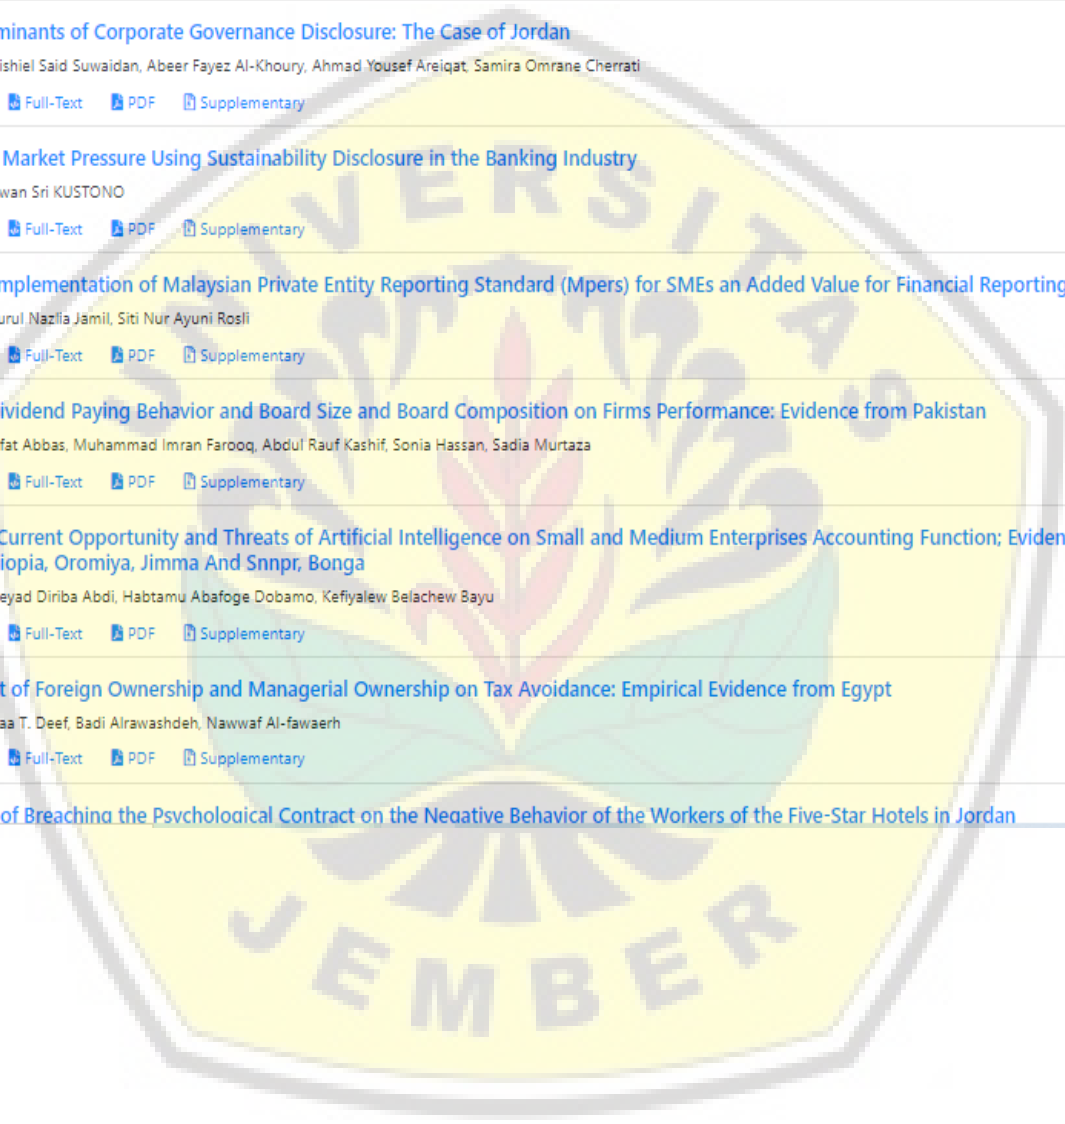 minants of Corporate Governance Disclosure: The Case of Jordan
ishiel Said Suwaidan, Abeer Fayez Al-Khoury, Ahmad Yousef Areiqat, Samira Omrane Cherrati
Full-Text PDF Supplementary
Market Pressure Using Sustainability Disclosure in the Banking Industry
wan Sri KUSTONO
Full-Text PDF Supplementary
mplementation of Malaysian Private Entity Reporting Standard (Mpers) for SMEs an Added Value for Financial Reporting
urul Nazlia Jamil, Siti Nur Ayuni Rosli
Full-Text PDF Supplementary
ividend Paying Behavior and Board Size and Board Composition on Firms Performance: Evidence from Pakistan
fat Abbas, Muhammad Imran Farooq, Abdul Rauf Kashif, Sonia Hassan, Sadia Murtaza
Full-Text PDF Supplementary
Current Opportunity and Threats of Artificial Intelligence on Small and Medium Enterprises Accounting Function; Eviden
iopia, Oromiya, Jimma And Snnpr, Bonga
eyad Diriba Abdi, Habtamu Abafoge Dobamo, Kefiyalew Belachew Bayu
Full-Text PDF Supplementary
t of Foreign Ownership and Managerial Ownership on Tax Avoidance: Empirical Evidence from Egypt
aa T. Deef, Badi Alrawashdeh, Nawwaf Al-fawaerh
Full-Text PDF Supplementary
of Breaching the Psychological Contract on the Negative Behavior of the Workers of the Five-Star Hotels in Jordan
UNIVERSITAS
JEMBER